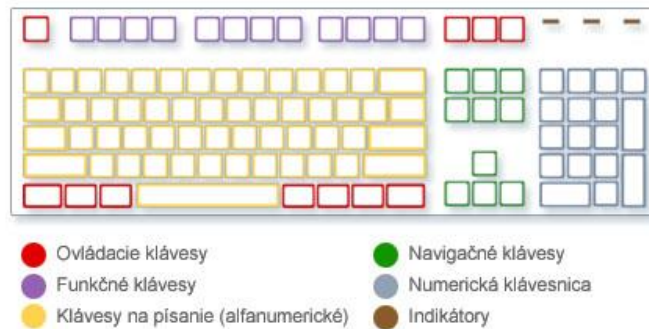 Ovládacie klávesy
Funkčné klávesy
Klávesy na písanie (alfanumerické)
Navigačné klávesy
Numerická klávesnica
Indikátory